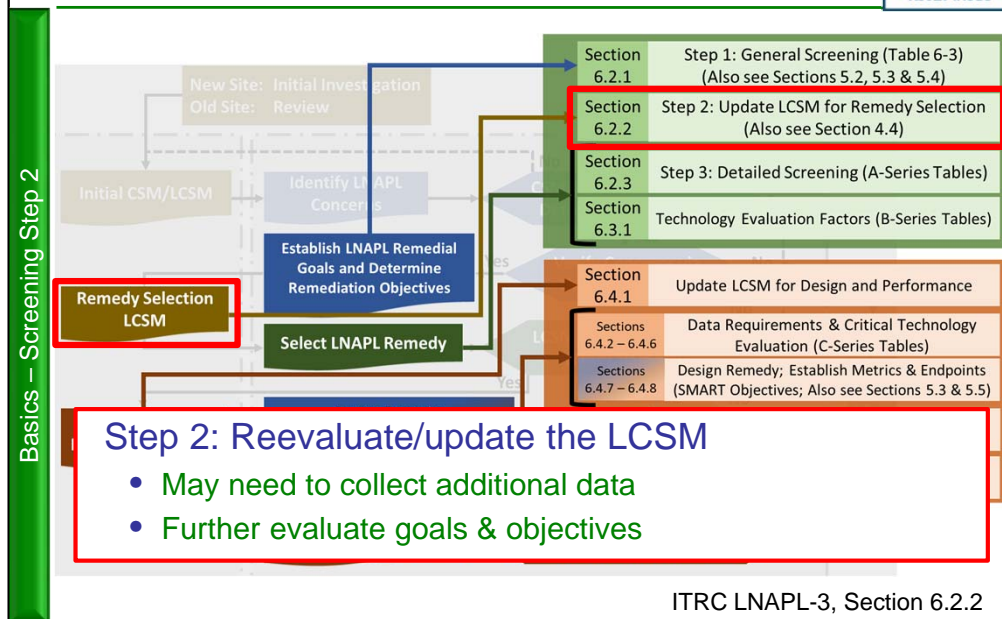 Basics – Screening Step 2
New Site: Initial Investigation
Old Site: Review
Initial CSM/LCSM
Identify LNAPL
Concerns
No
Establish LNAPL Remedial
Goals and Determine
Remediation Objectives
Yes
Remedy Selection
LCSM
Select LNAPL Remedy
Yes
Section
6.2.1
Step 1: General Screening (Table 6-3)
(Also see Sections 5.2, 5.3 & 5.4)
Section
6.2.2
Step 2: Update LCSM for Remedy Selection
(Also see Section 4.4)
Section
6.2.3
Step 3: Detailed Screening (A-Series Tables)
Section
6.3.1
Technology Evaluation Factors (B-Series Tables)
Section
6.4.1
Update LCSM for Design and Performance
Sections
6.4.2 – 6.4.6
Data Requirements & Critical Technology
Evaluation (C-Series Tables)
Sections
6.4.7 – 6.4.8
Design Remedy; Establish Metrics & Endpoints
(SMART Objectives; Also see Sections 5.3 & 5.5)
Step 2: Reevaluate/update the LCSM
• May need to collect additional data
• Further evaluate goals & objectives
ITRC LNAPL-3, Section 6.2.2